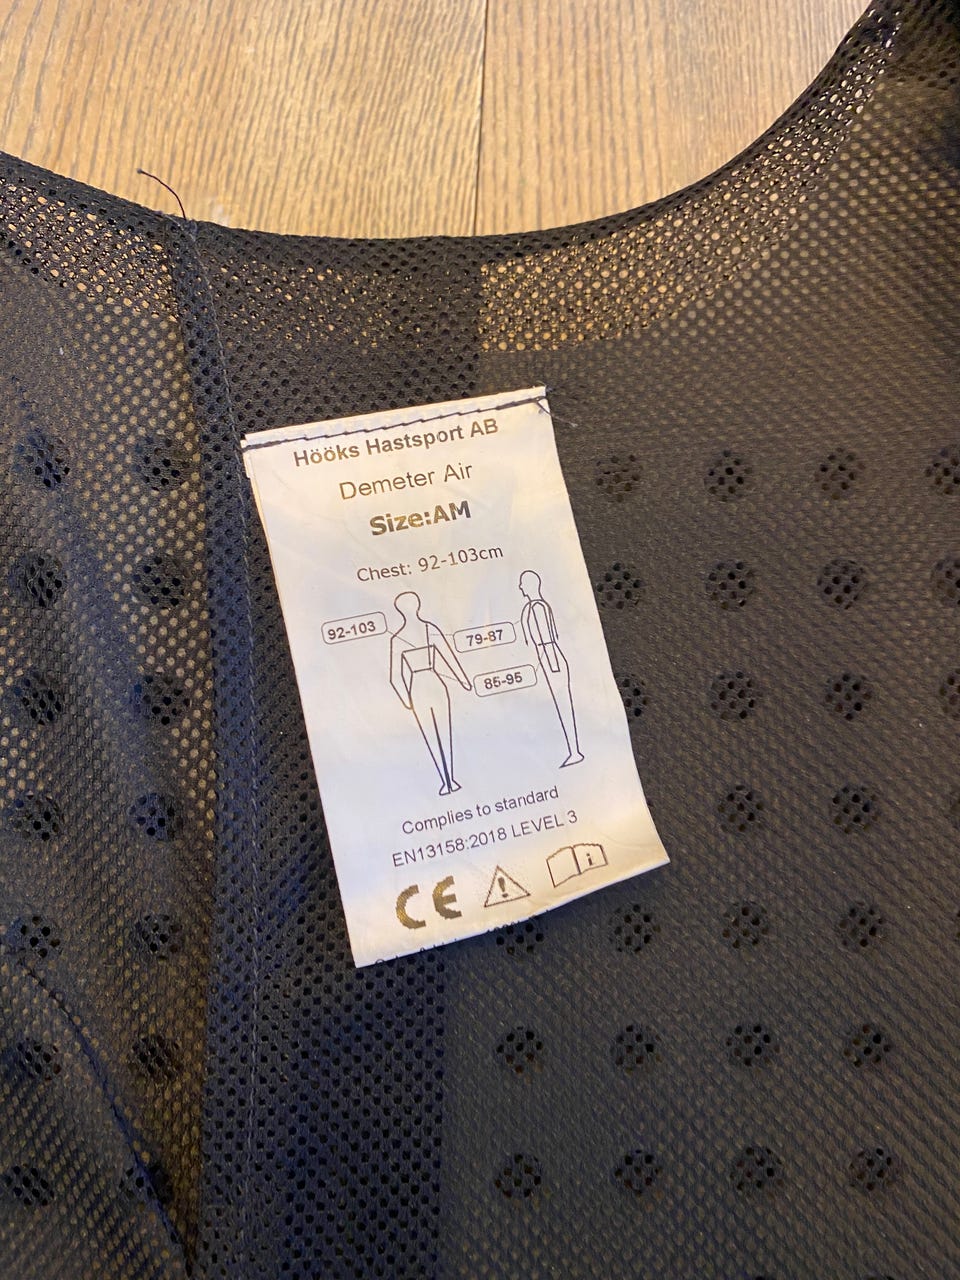 Hööks Hastsport AB
Demeter Air
Size:AM
Chest: 92-103cm
92-103
79-87
85-95
Complies to standard
EN13158:2018 LEVEL 3
CE